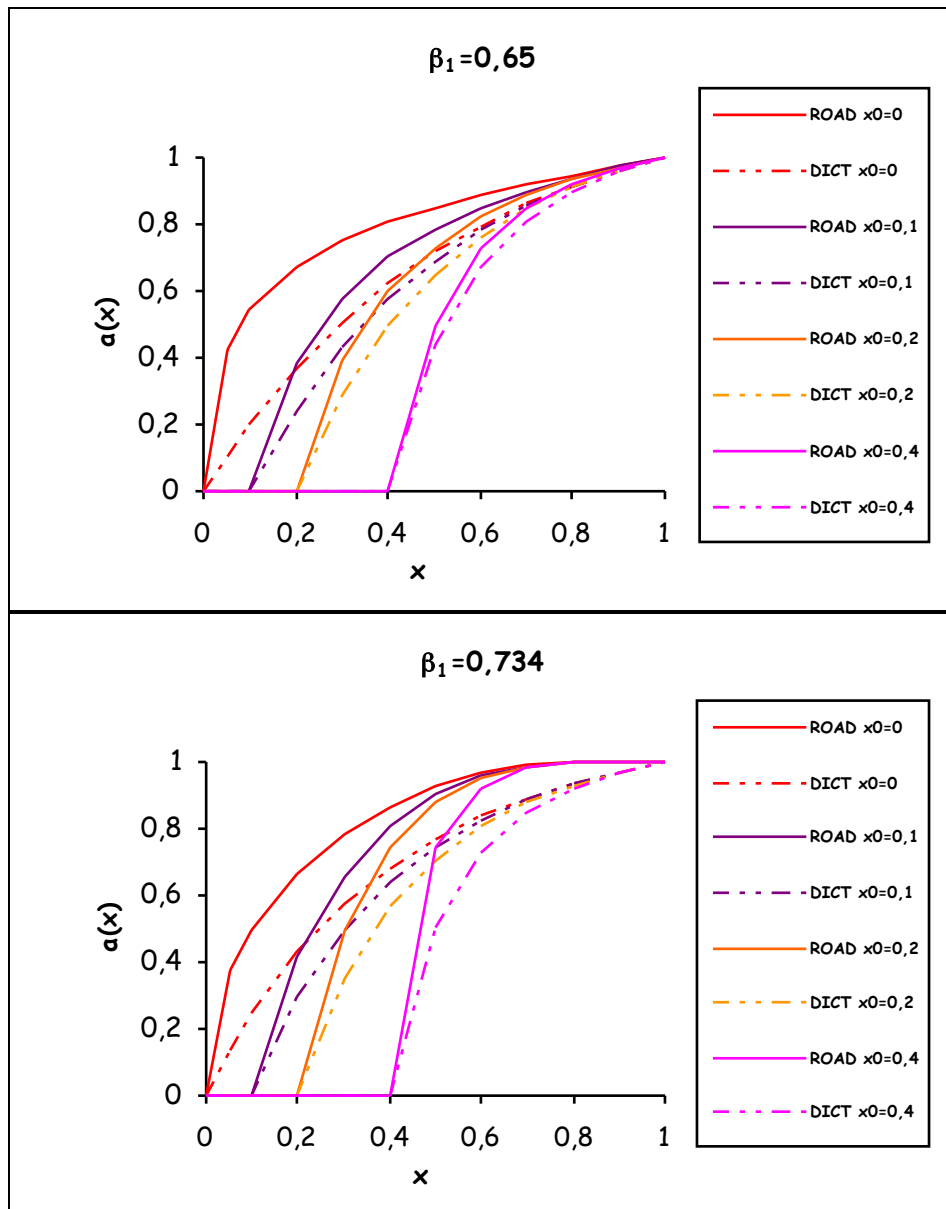 β₁=0,65
ROAD x0=0
DICT x0=0
ROAD x0=0,1
DICT x0=0,1
ROAD x0=0,2
DICT x0=0,2
ROAD x0=0,4
DICT x0=0,4
1
0,8
0,6
0,4
0,2
0
a(x)
0 0,2 0,4 0,6 0,8 1
x
β₁=0,734
ROAD x0=0
DICT x0=0
ROAD x0=0,1
DICT x0=0,1
ROAD x0=0,2
DICT x0=0,2
ROAD x0=0,4
DICT x0=0,4
1
0,8
0,6
0,4
0,2
0
a(x)
0 0,2 0,4 0,6 0,8 1
x